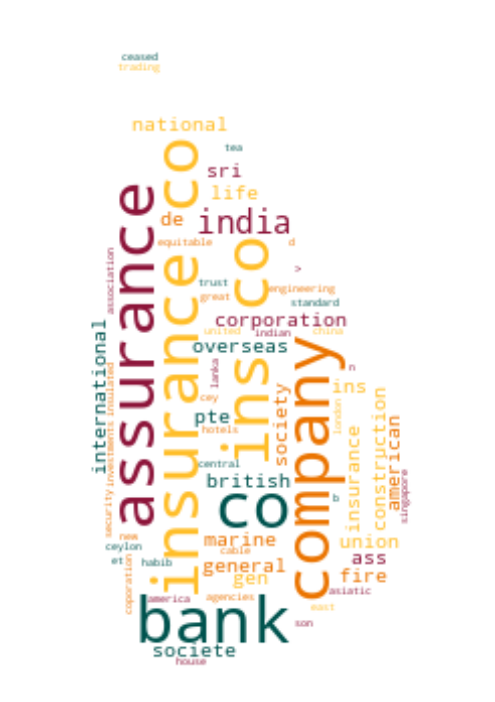 ceased
trading
national
co
tea
sri
assurance
life
de
india
equitable
d
co
association
>
trust
engineering
great
standard
corporation
international
united
indian
china
overseas
insurance
company
lanka
n
ins
investments
insulated
cey
society
pte
london
hotels
ins
construction
american
central
insurance
singapore
british
co
b
security
new
marine
union
ceylon
cable
ass
et
habib
general
gen
fire
coporation
asiatic
america
agencies
east
bank
son
societe
house